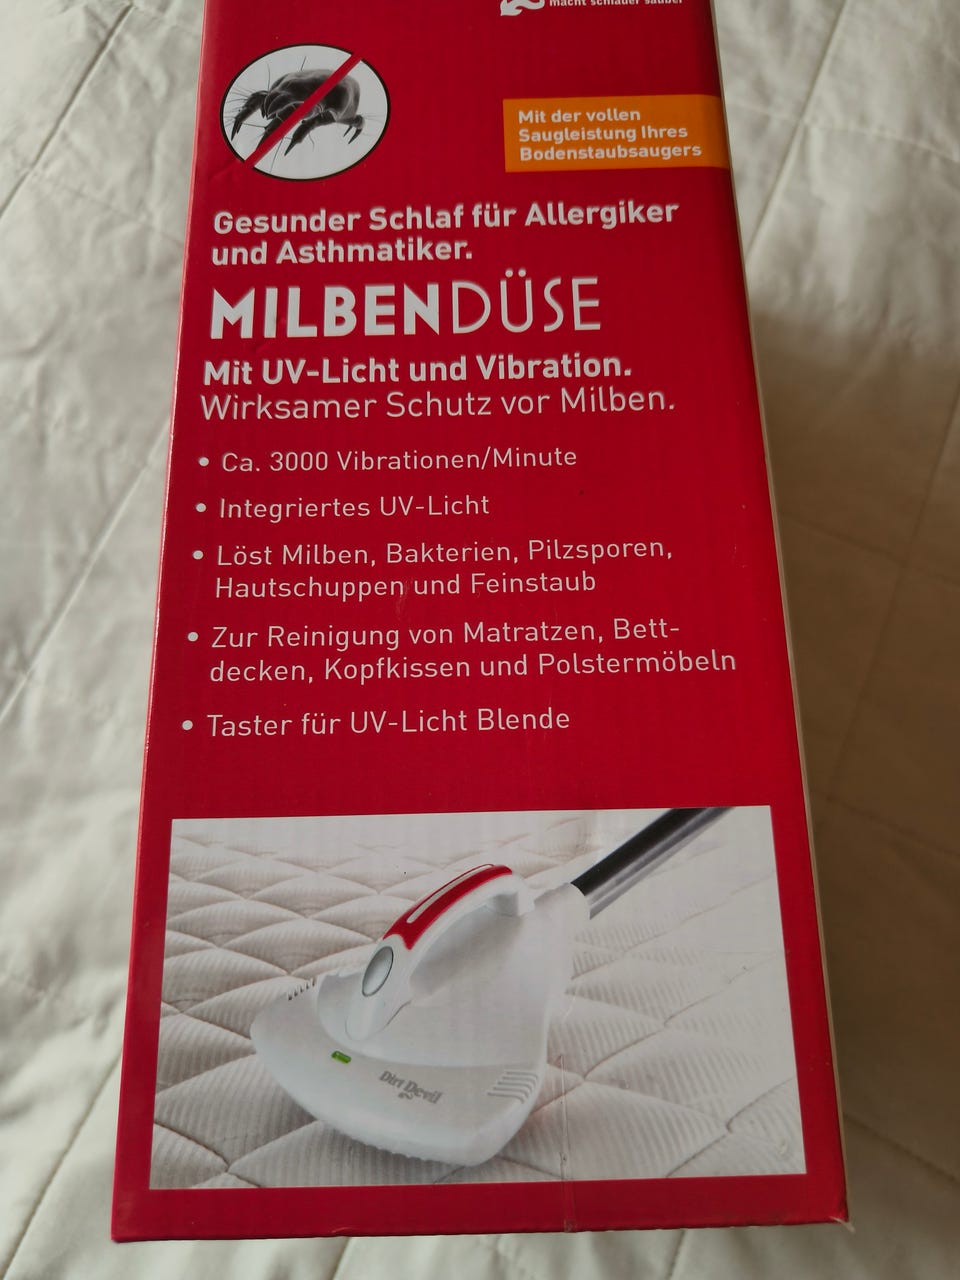 macht schlauer sauber
Mit der vollen
Saugleistung Ihres
Bodenstaubsaugers
Gesunder Schlaf für Allergiker
und Asthmatiker.
MILBENDÜSE
Mit UV-Licht und Vibration.
Wirksamer Schutz vor Milben.
• Ca. 3000 Vibrationen/Minute
• Integriertes UV-Licht
• Löst Milben, Bakterien, Pilzsporen,
Hautschuppen und Feinstaub
• Zur Reinigung von Matratzen, Bett-
decken, Kopfkissen und Polstermöbeln
• Taster für UV-Licht Blende
Dirt Devil